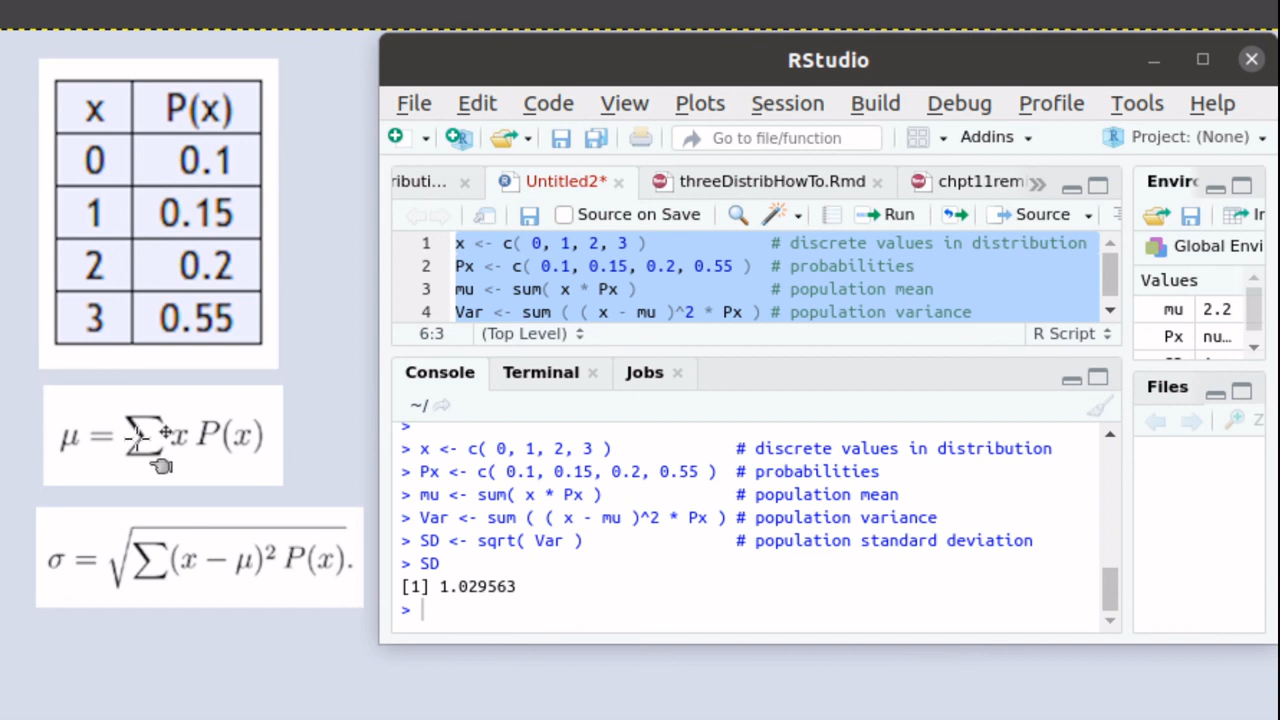 x P(x)
0 0.1
1 0.15
2 0.2
3 0.55
μ = ∑ x P(x)
σ = √∑(x − μ)² P(x).
RStudio
File Edit Code View Plots Session Build Debug Profile Tools Help
Go to file/function Addins Project: (None)
ributi... Untitled2* threeDistribHowTo.Rmd chpt11rem
Source on Save Run Source
1 x <- c( 0, 1, 2, 3 ) # discrete values in distribution
2 Px <- c( 0.1, 0.15, 0.2, 0.55 ) # probabilities
3 mu <- sum( x * Px ) # population mean
4 Var <- sum ( ( x - mu )^2 * Px ) # population variance
6:3 (Top Level) R Script
Console Terminal Jobs
~/
>
> x <- c( 0, 1, 2, 3 ) # discrete values in distribution
> Px <- c( 0.1, 0.15, 0.2, 0.55 ) # probabilities
> mu <- sum( x * Px ) # population mean
> Var <- sum ( ( x - mu )^2 * Px ) # population variance
> SD <- sqrt( Var ) # population standard deviation
> SD
[1] 1.029563
>
Envir
Ir
Global Envi
Values
mu 2.2
Px nu...
Files